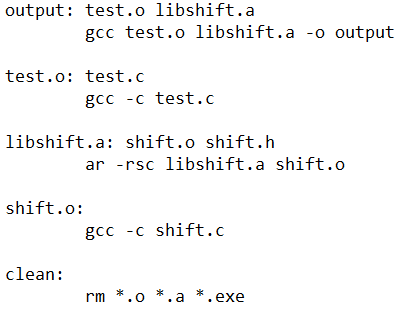 output: test.o libshift.a
gcc test.o libshift.a -o output
test.o: test.c
gcc -c test.c
libshift.a: shift.o shift.h
ar -rsc libshift.a shift.o
shift.o:
gcc -c shift.c
clean:
rm *.o *.a *.exe